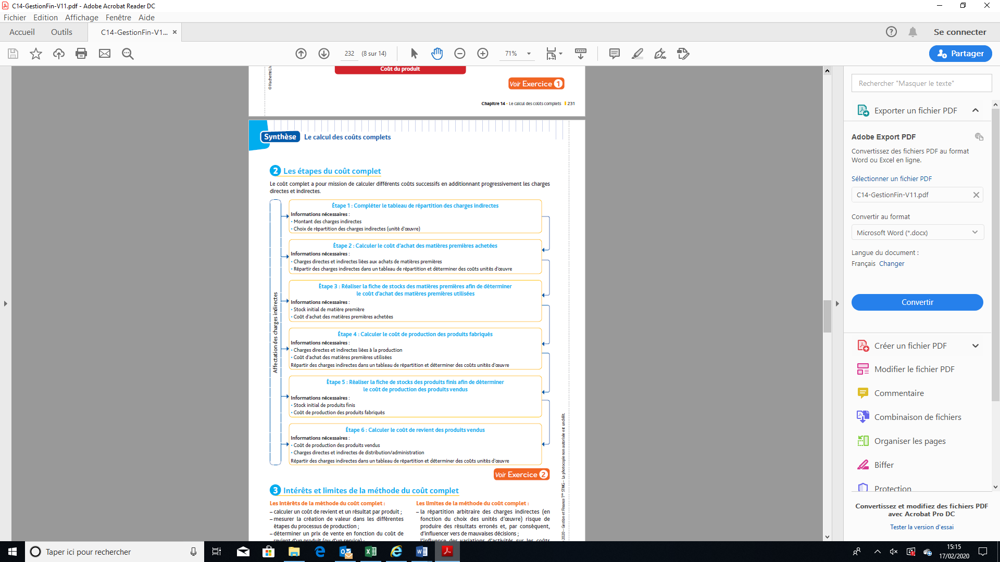 C14-GestionFin-V11.pdf - Adobe Acrobat Reader DC
Fichier Edition Affichage Fenêtre Aide
Accueil Outils C14-GestionFin-V1... × Se connecter
232 (8 sur 14) 71% Partager
Coût du produit
Voir Exercice 1
Chapitre 14 - Le calcul des coûts complets 231
Synthèse Le calcul des coûts complets
2 Les étapes du coût complet
Le coût complet a pour mission de calculer différents coûts successifs en additionnant progressivement les charges
directes et indirectes.
Affectation des charges indirectes
Étape 1 : Compléter le tableau de répartition des charges indirectes
Informations nécessaires :
• Montant des charges indirectes
• Choix de répartition des charges indirectes (unité d'œuvre)
Étape 2 : Calculer le coût d'achat des matières premières achetées
Informations nécessaires :
• Charges directes et indirectes liées aux achats de matières premières
• Répartir des charges indirectes dans un tableau de répartition et déterminer des coûts unités d'œuvre
Étape 3 : Réaliser la fiche de stocks des matières premières afin de déterminer
le coût d'achat des matières premières utilisées
Informations nécessaires :
• Stock initial de matière première
• Coût d'achat des matières premières achetées
Étape 4 : Calculer le coût de production des produits fabriqués
Informations nécessaires :
• Charges directes et indirectes liées à la production
• Coût d'achat des matières premières utilisées
Répartir des charges indirectes dans un tableau de répartition et déterminer des coûts unités d'œuvre
Étape 5 : Réaliser la fiche de stocks des produits finis afin de déterminer
le coût de production des produits vendus
Informations nécessaires :
• Stock initial de produits finis
• Coût de production des produits fabriqués
Étape 6 : Calculer le coût de revient des produits vendus
Informations nécessaires :
• Coût de production des produits vendus
• Charges directes et indirectes de distribution/administration
Répartir des charges indirectes dans un tableau de répartition et déterminer des coûts unités d'œuvre
Voir Exercice 2
3 Intérêts et limites de la méthode du coût complet
Les intérêts de la méthode du coût complet :
– calculer un coût de revient et un résultat par produit ;
– mesurer la création de valeur dans les différentes
étapes du processus de production ;
– déterminer un prix de vente en fonction du coût de
revient d'un produit (ou d'un service) ;
Les limites de la méthode du coût complet :
– la répartition arbitraire des charges indirectes (en
fonction du choix des unités d'œuvre) risque de
produire des résultats erronés et, par conséquent,
d'influencer vers de mauvaises décisions ;
– l'influence des variations d'activités sur les coûts
2020 – Gestion et Finance Tle STMG – La photocopie non autorisée est un délit.
Rechercher "Masquer le texte"
Exporter un fichier PDF
Adobe Export PDF
Convertissez des fichiers PDF au format
Word ou Excel en ligne.
Sélectionner un fichier PDF
C14-GestionFin-V11.pdf
Convertir au format
Microsoft Word (*.docx)
Langue du document :
Français Changer
Convertir
Créer un fichier PDF
Modifier le fichier PDF
Commentaire
Combinaison de fichiers
Organiser les pages
Biffer
Protection
Convertissez et modifiez des fichiers PDF
avec Acrobat Pro DC
Tester la version d'essai
Taper ici pour rechercher
15:15
17/02/2020